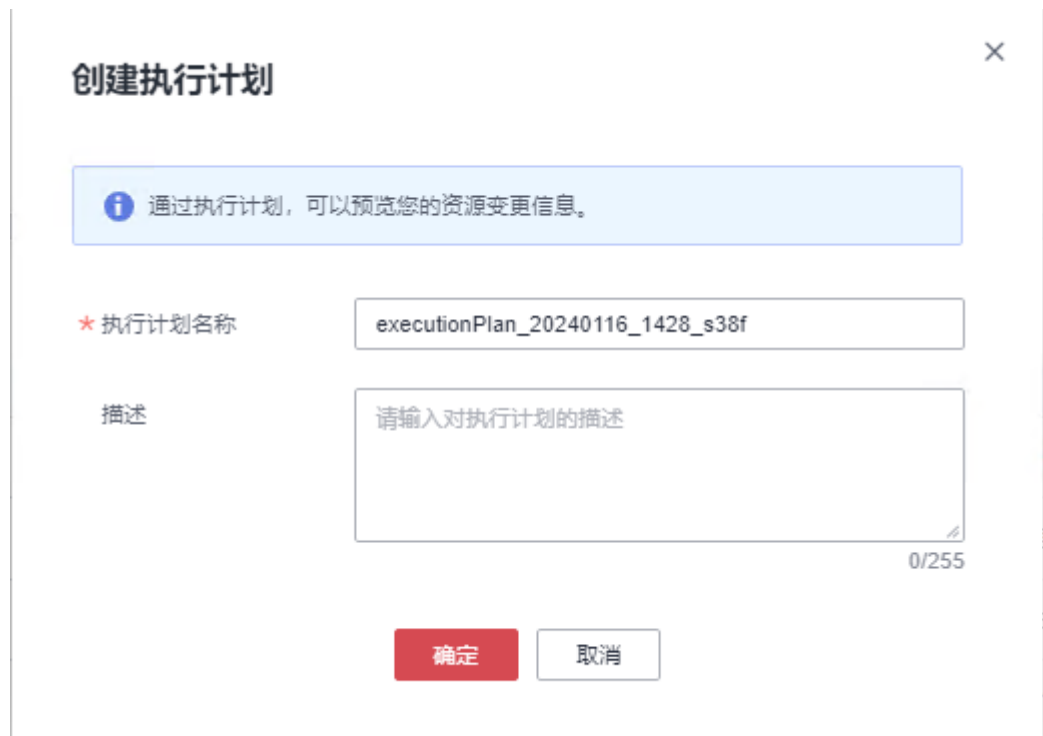 创建执行计划
通过执行计划，可以预览您的资源变更信息。
* 执行计划名称 executionPlan_20240116_1428_s38f
描述 请输入对执行计划的描述
0/255
确定 取消